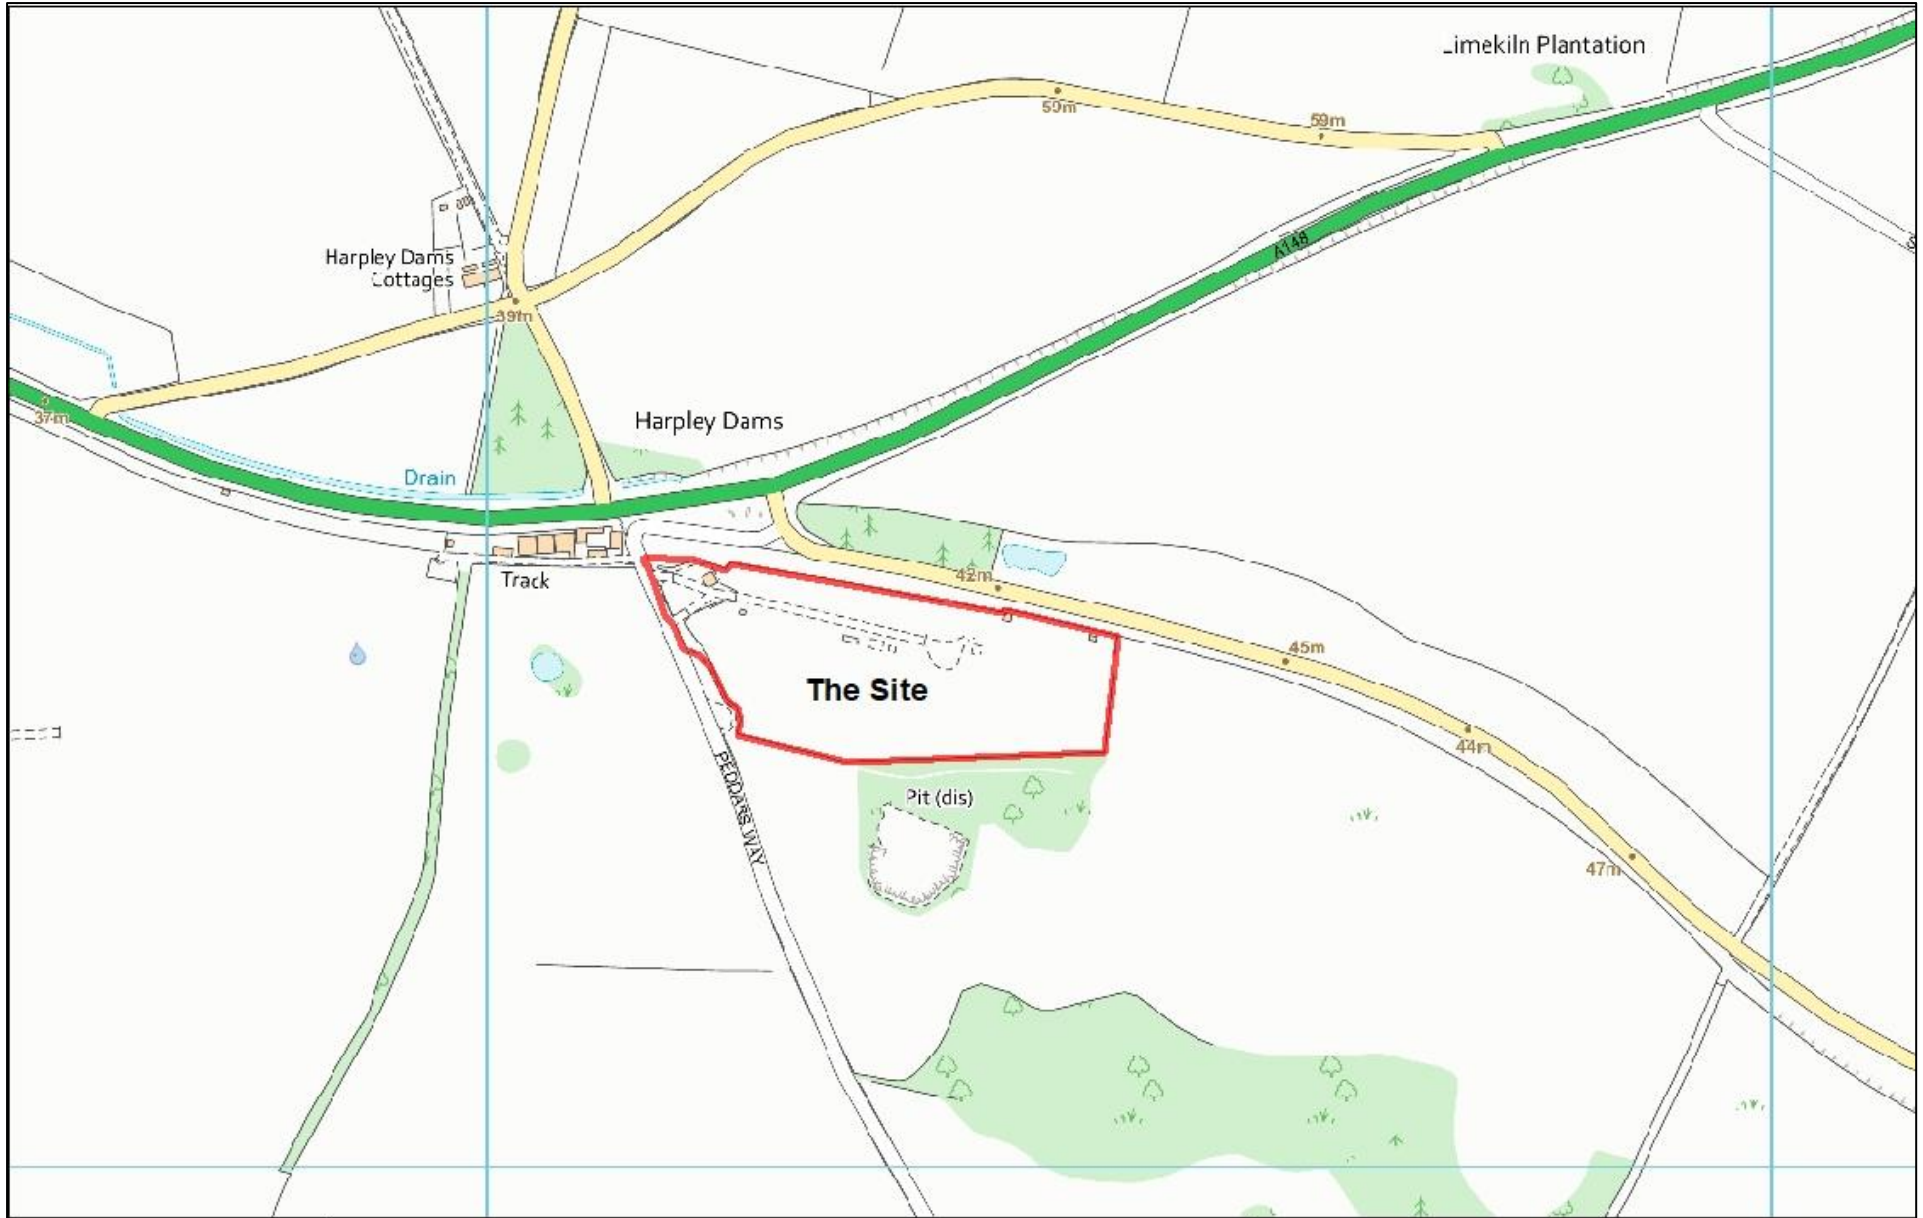 Limekiln Plantation
59m
59m
A148
Harpley Dams
Cottages
39m
37m
Harpley Dams
Drain
Track
42m
45m
The Site
44m
PEDDARS WAY
Pit (dis)
47m